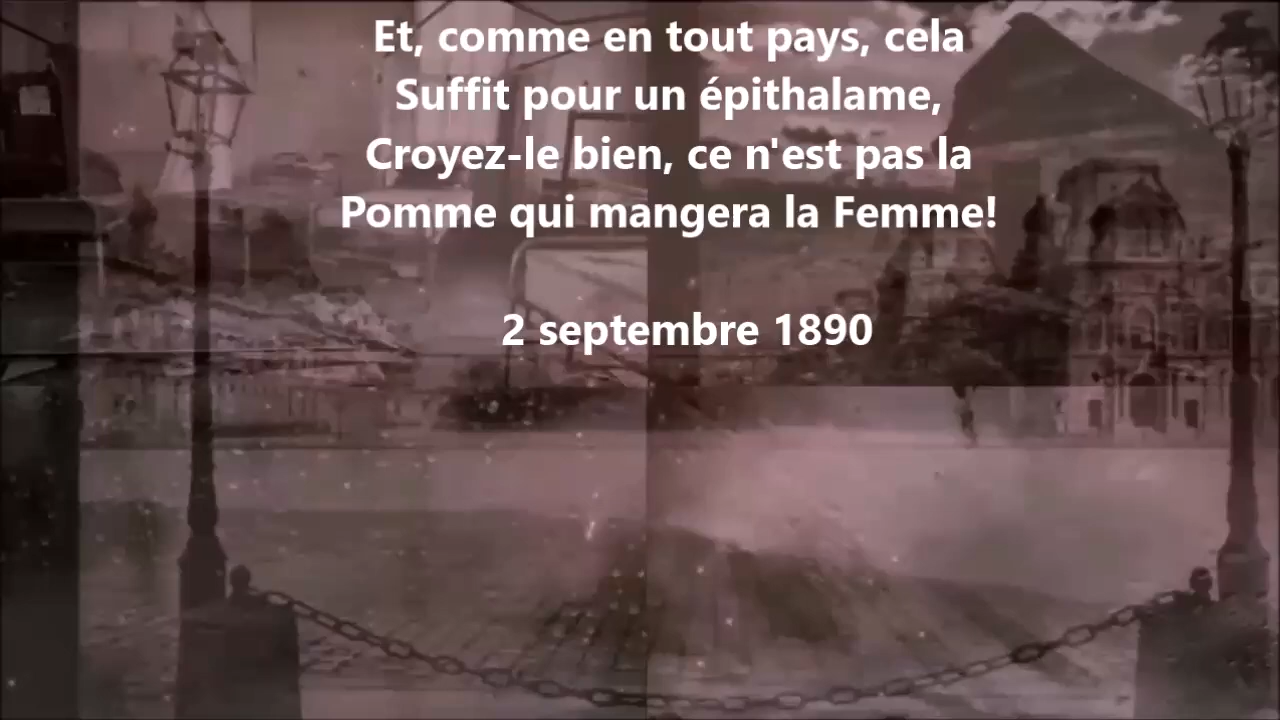 Et, comme en tout pays, cela
Suffit pour un épithalame,
Croyez-le bien, ce n'est pas la
Pomme qui mangera la Femme!
2 septembre 1890